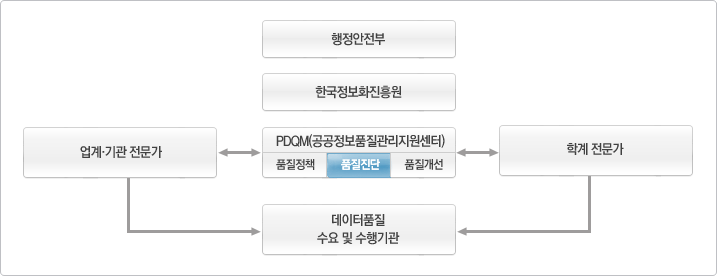 행정안전부
한국정보화진흥원
업계·기관 전문가
PDQM(공공정보품질관리지원센터)
품질정책 품질진단 품질개선
학계 전문가
데이터품질
수요 및 수행기관